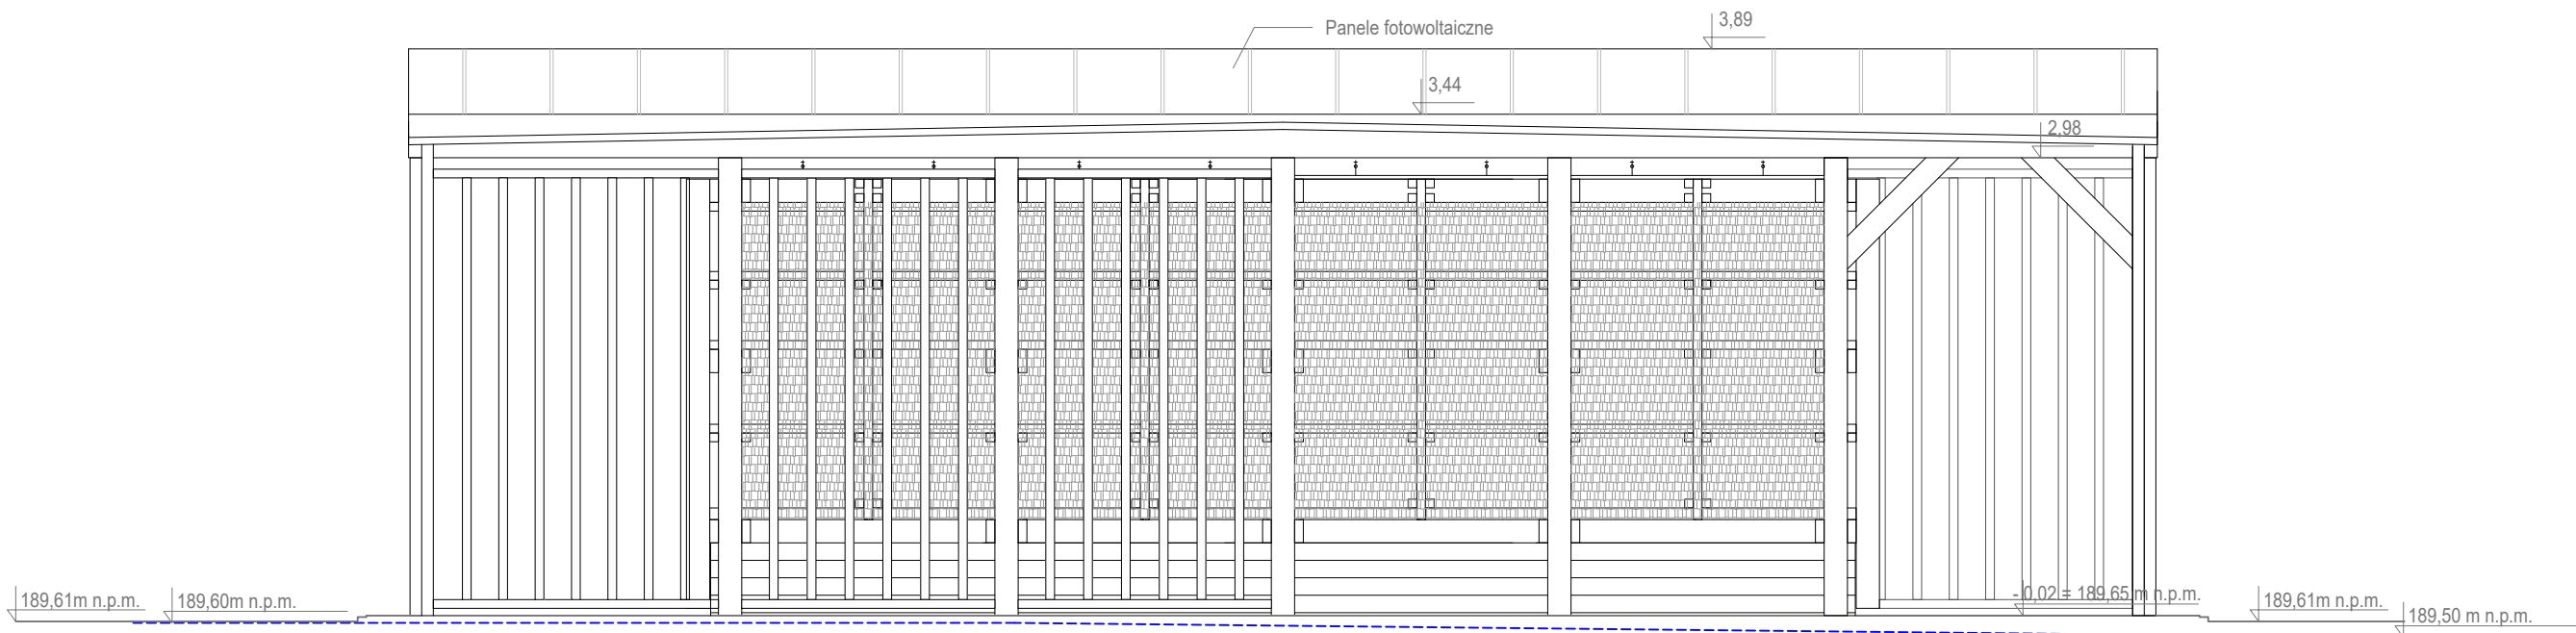 3,89
Panele fotowoltaiczne
3,44
2,98
189,61m n.p.m.
189,60m n.p.m.
- 0,02 = 189,65 m n.p.m.
189,61m n.p.m.
189,50 m n.p.m.